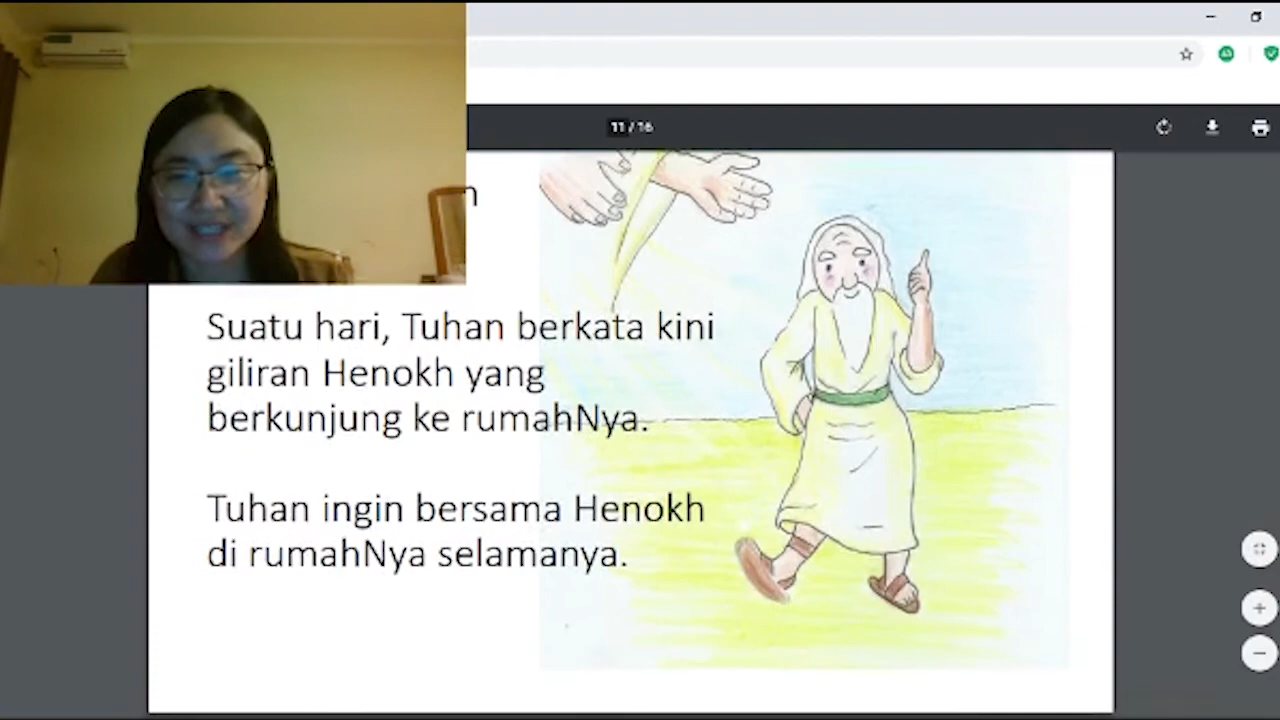 11 / 16
Suatu hari, Tuhan berkata kini
giliran Henokh yang
berkunjung ke rumahNya.
Tuhan ingin bersama Henokh
di rumahNya selamanya.